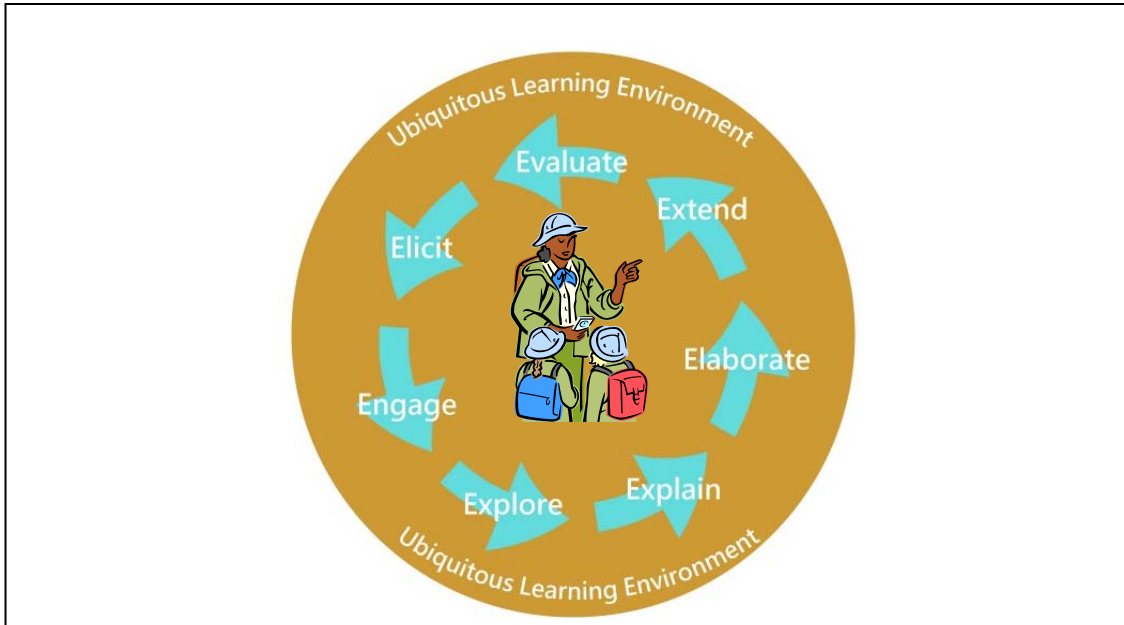 Ubiquitous Learning Environment
Evaluate
Extend
Elicit
Elaborate
Engage
Explain
Explore
Ubiquitous Learning Environment